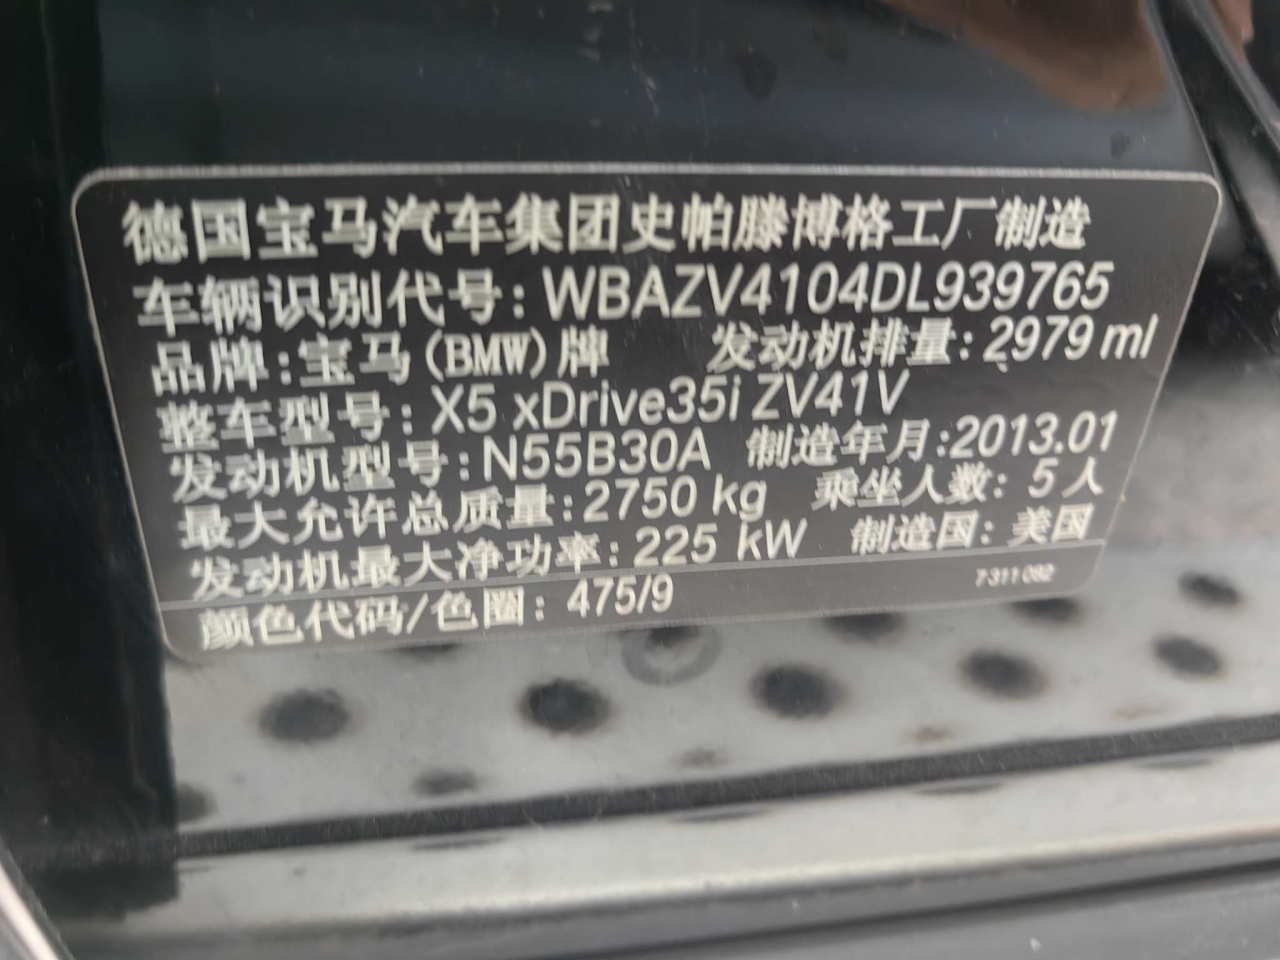 德国宝马汽车集团史帕滕博格工厂制造
车辆识别代号: WBAZV4104DL939765
品牌: 宝马(BMW)牌 发动机排量: 2979 ml
整车型号: X5 xDrive35i ZV41V
发动机型号: N55B30A 制造年月: 2013.01
最大允许总质量: 2750 kg 乘坐人数: 5人
发动机最大净功率: 225 kW 制造国: 美国
颜色代码/色圈: 475/9 7 311 092